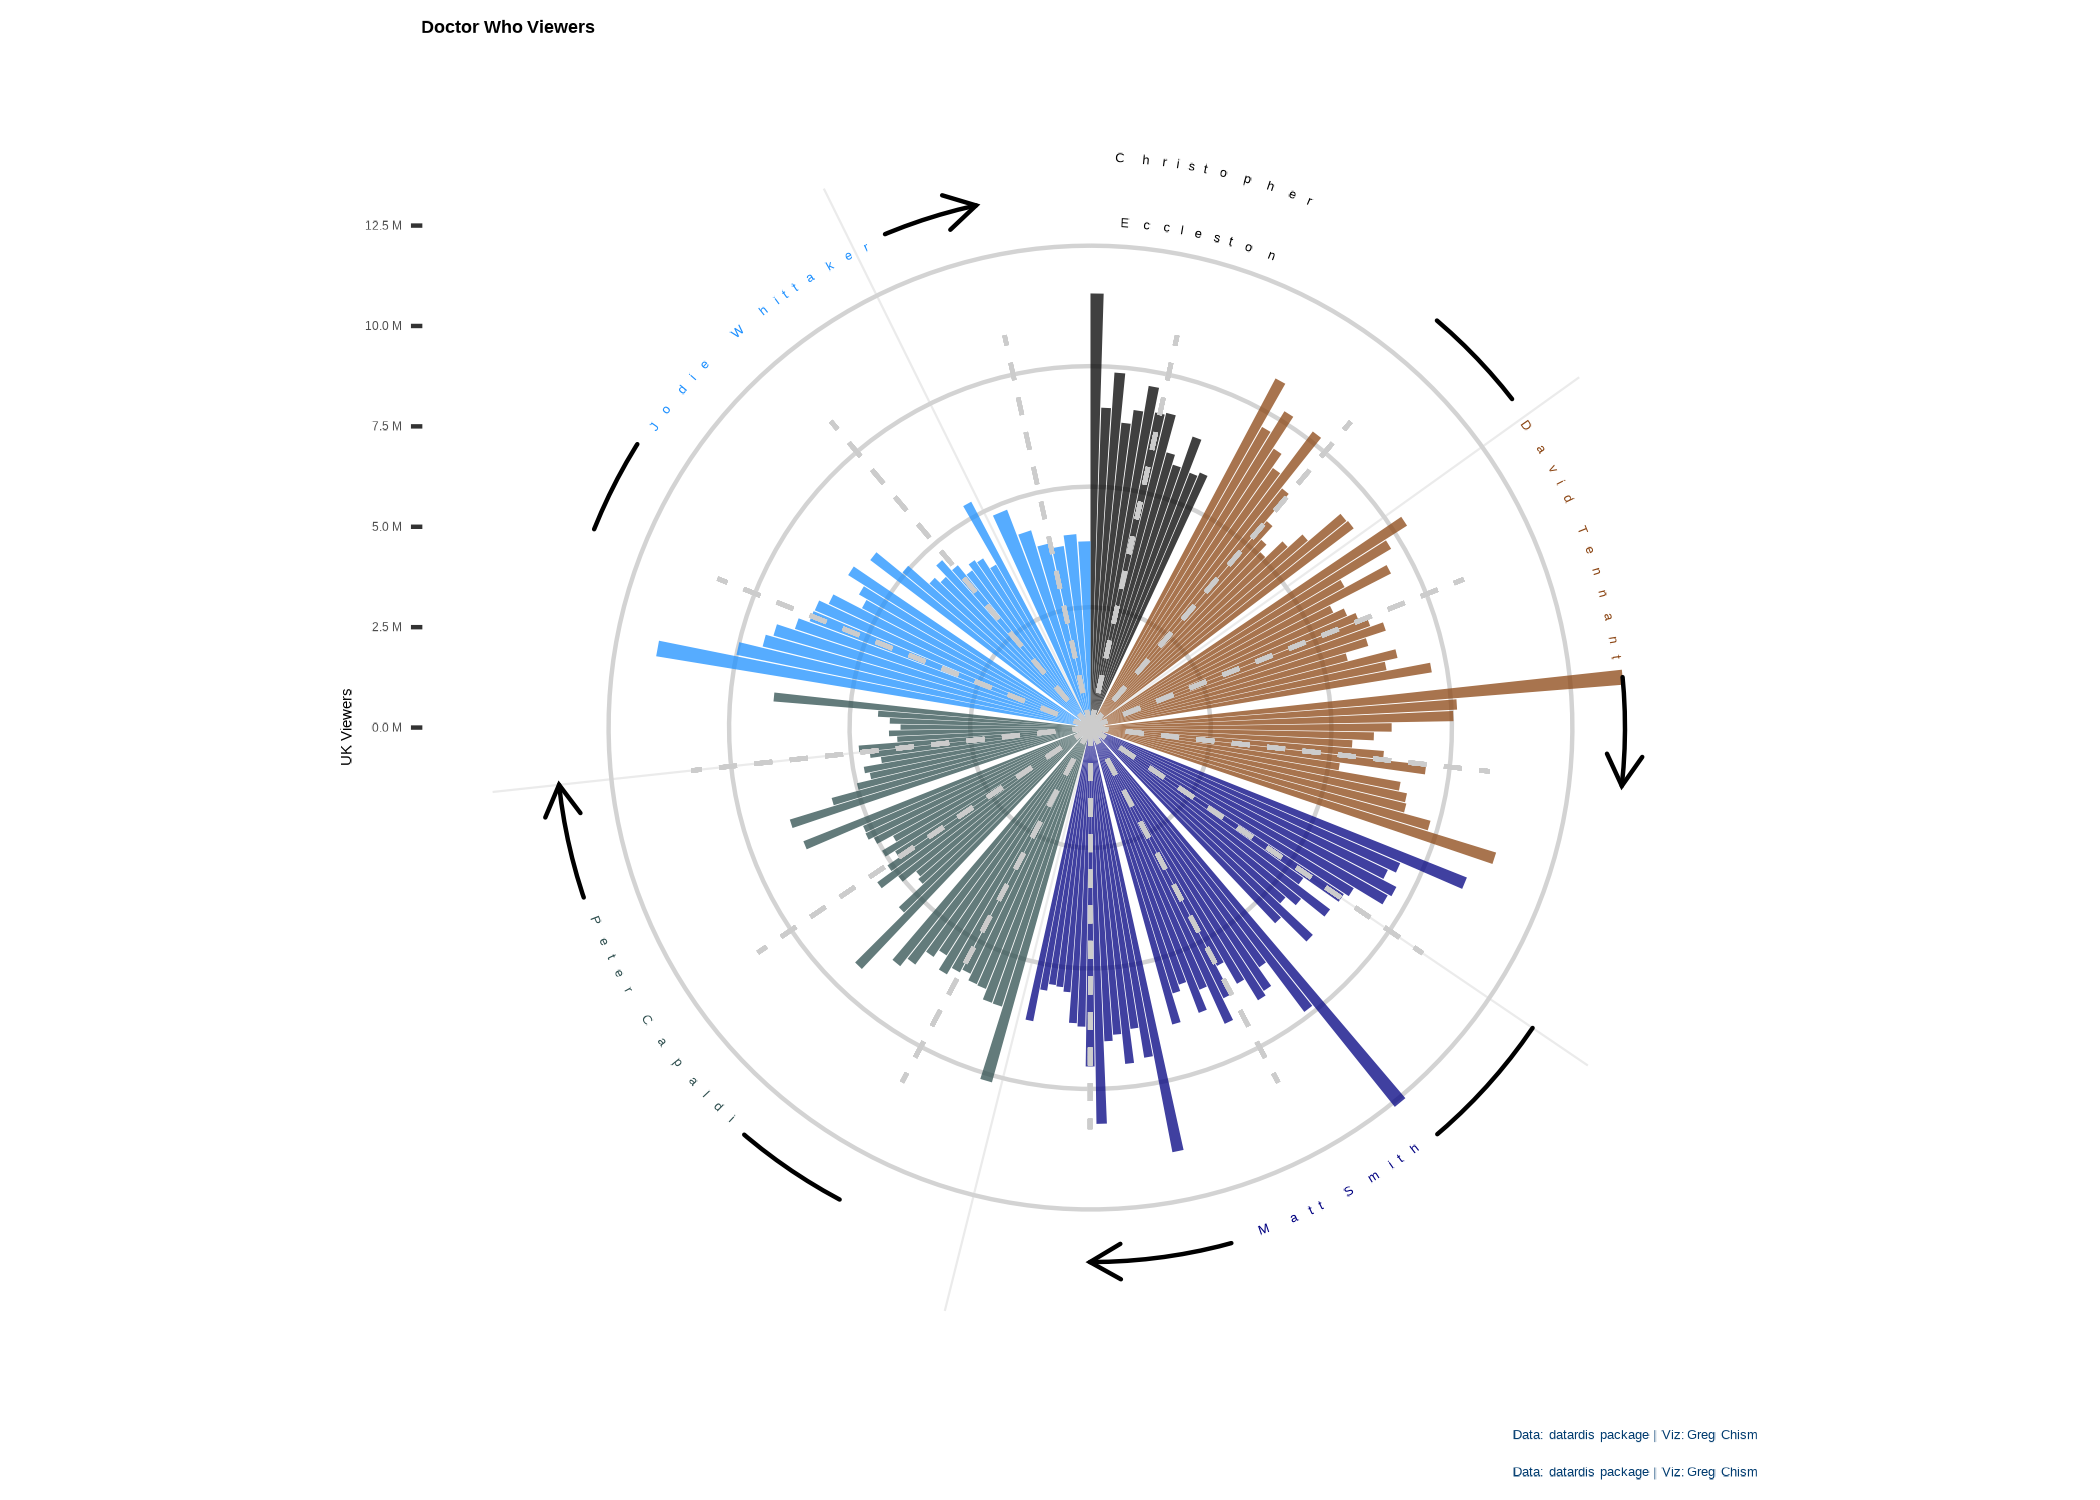 Doctor Who Viewers
Christopher
Eccleston
David Tennant
Matt Smith
Peter Capaldi
Jodie Whittaker
12.5 M
10.0 M
7.5 M
5.0 M
2.5 M
0.0 M
UK Viewers
Data: datardis package | Viz: Greg Chism
Data: datardis package | Viz: Greg Chism